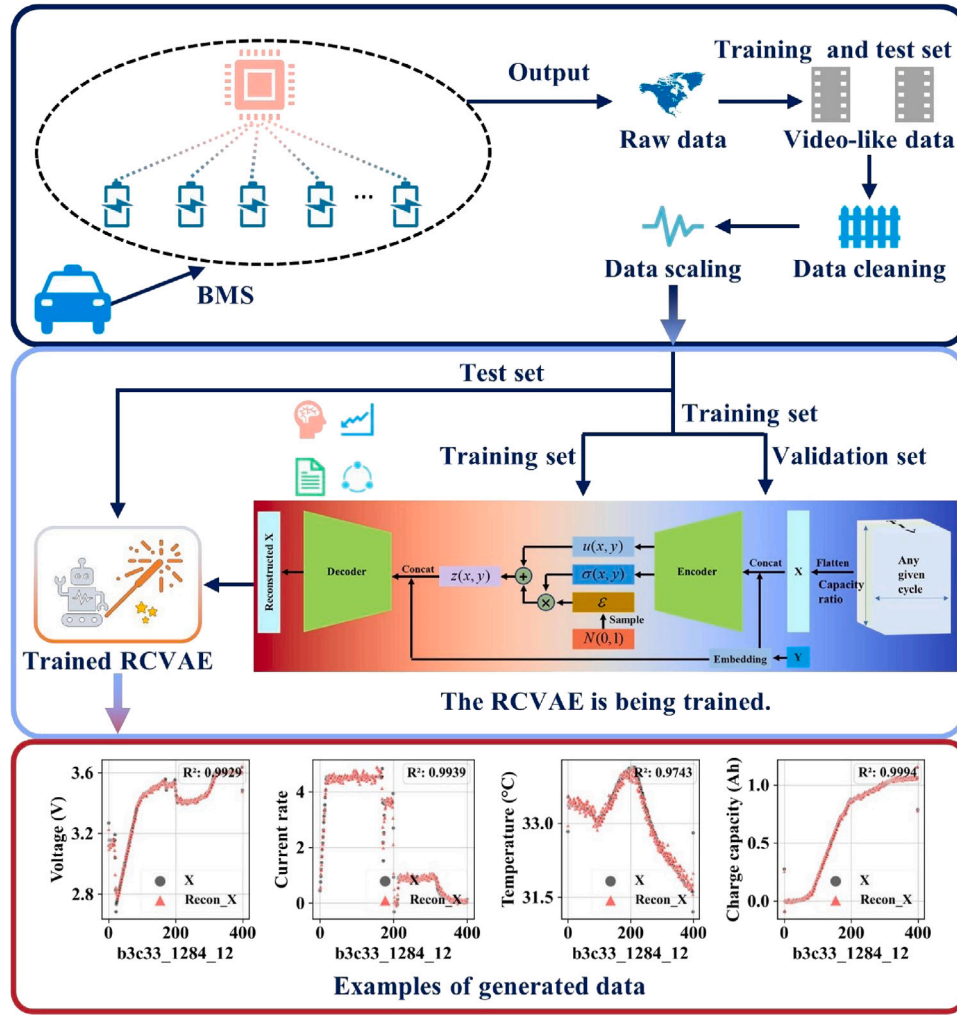 Output
Training and test set
Raw data
Video-like data
...
BMS
Data scaling
Data cleaning
Test set
Training set
Training set
Validation set
Reconstructed X
Decoder
Concat
z(x, y)
u(x, y)
σ(x, y)
ε
Sample
N(0,1)
Encoder
Concat
X
Flatten
Capacity
ratio
Any
given
cycle
Embedding
Y
Trained RCVAE
The RCVAE is being trained.
R²: 0.9929
Voltage (V)
3.6
3.2
2.8
X
Recon_X
0 200 400
b3c33_1284_12
R²: 0.9939
Current rate
4
2
0
X
Recon_X
0 200 400
b3c33_1284_12
R²: 0.9743
Temperature (°C)
33.0
31.5
X
Recon_X
0 200 400
b3c33_1284_12
R²: 0.9994
Charge capacity (Ah)
1.0
0.5
0.0
X
Recon_X
0 200 400
b3c33_1284_12
Examples of generated data